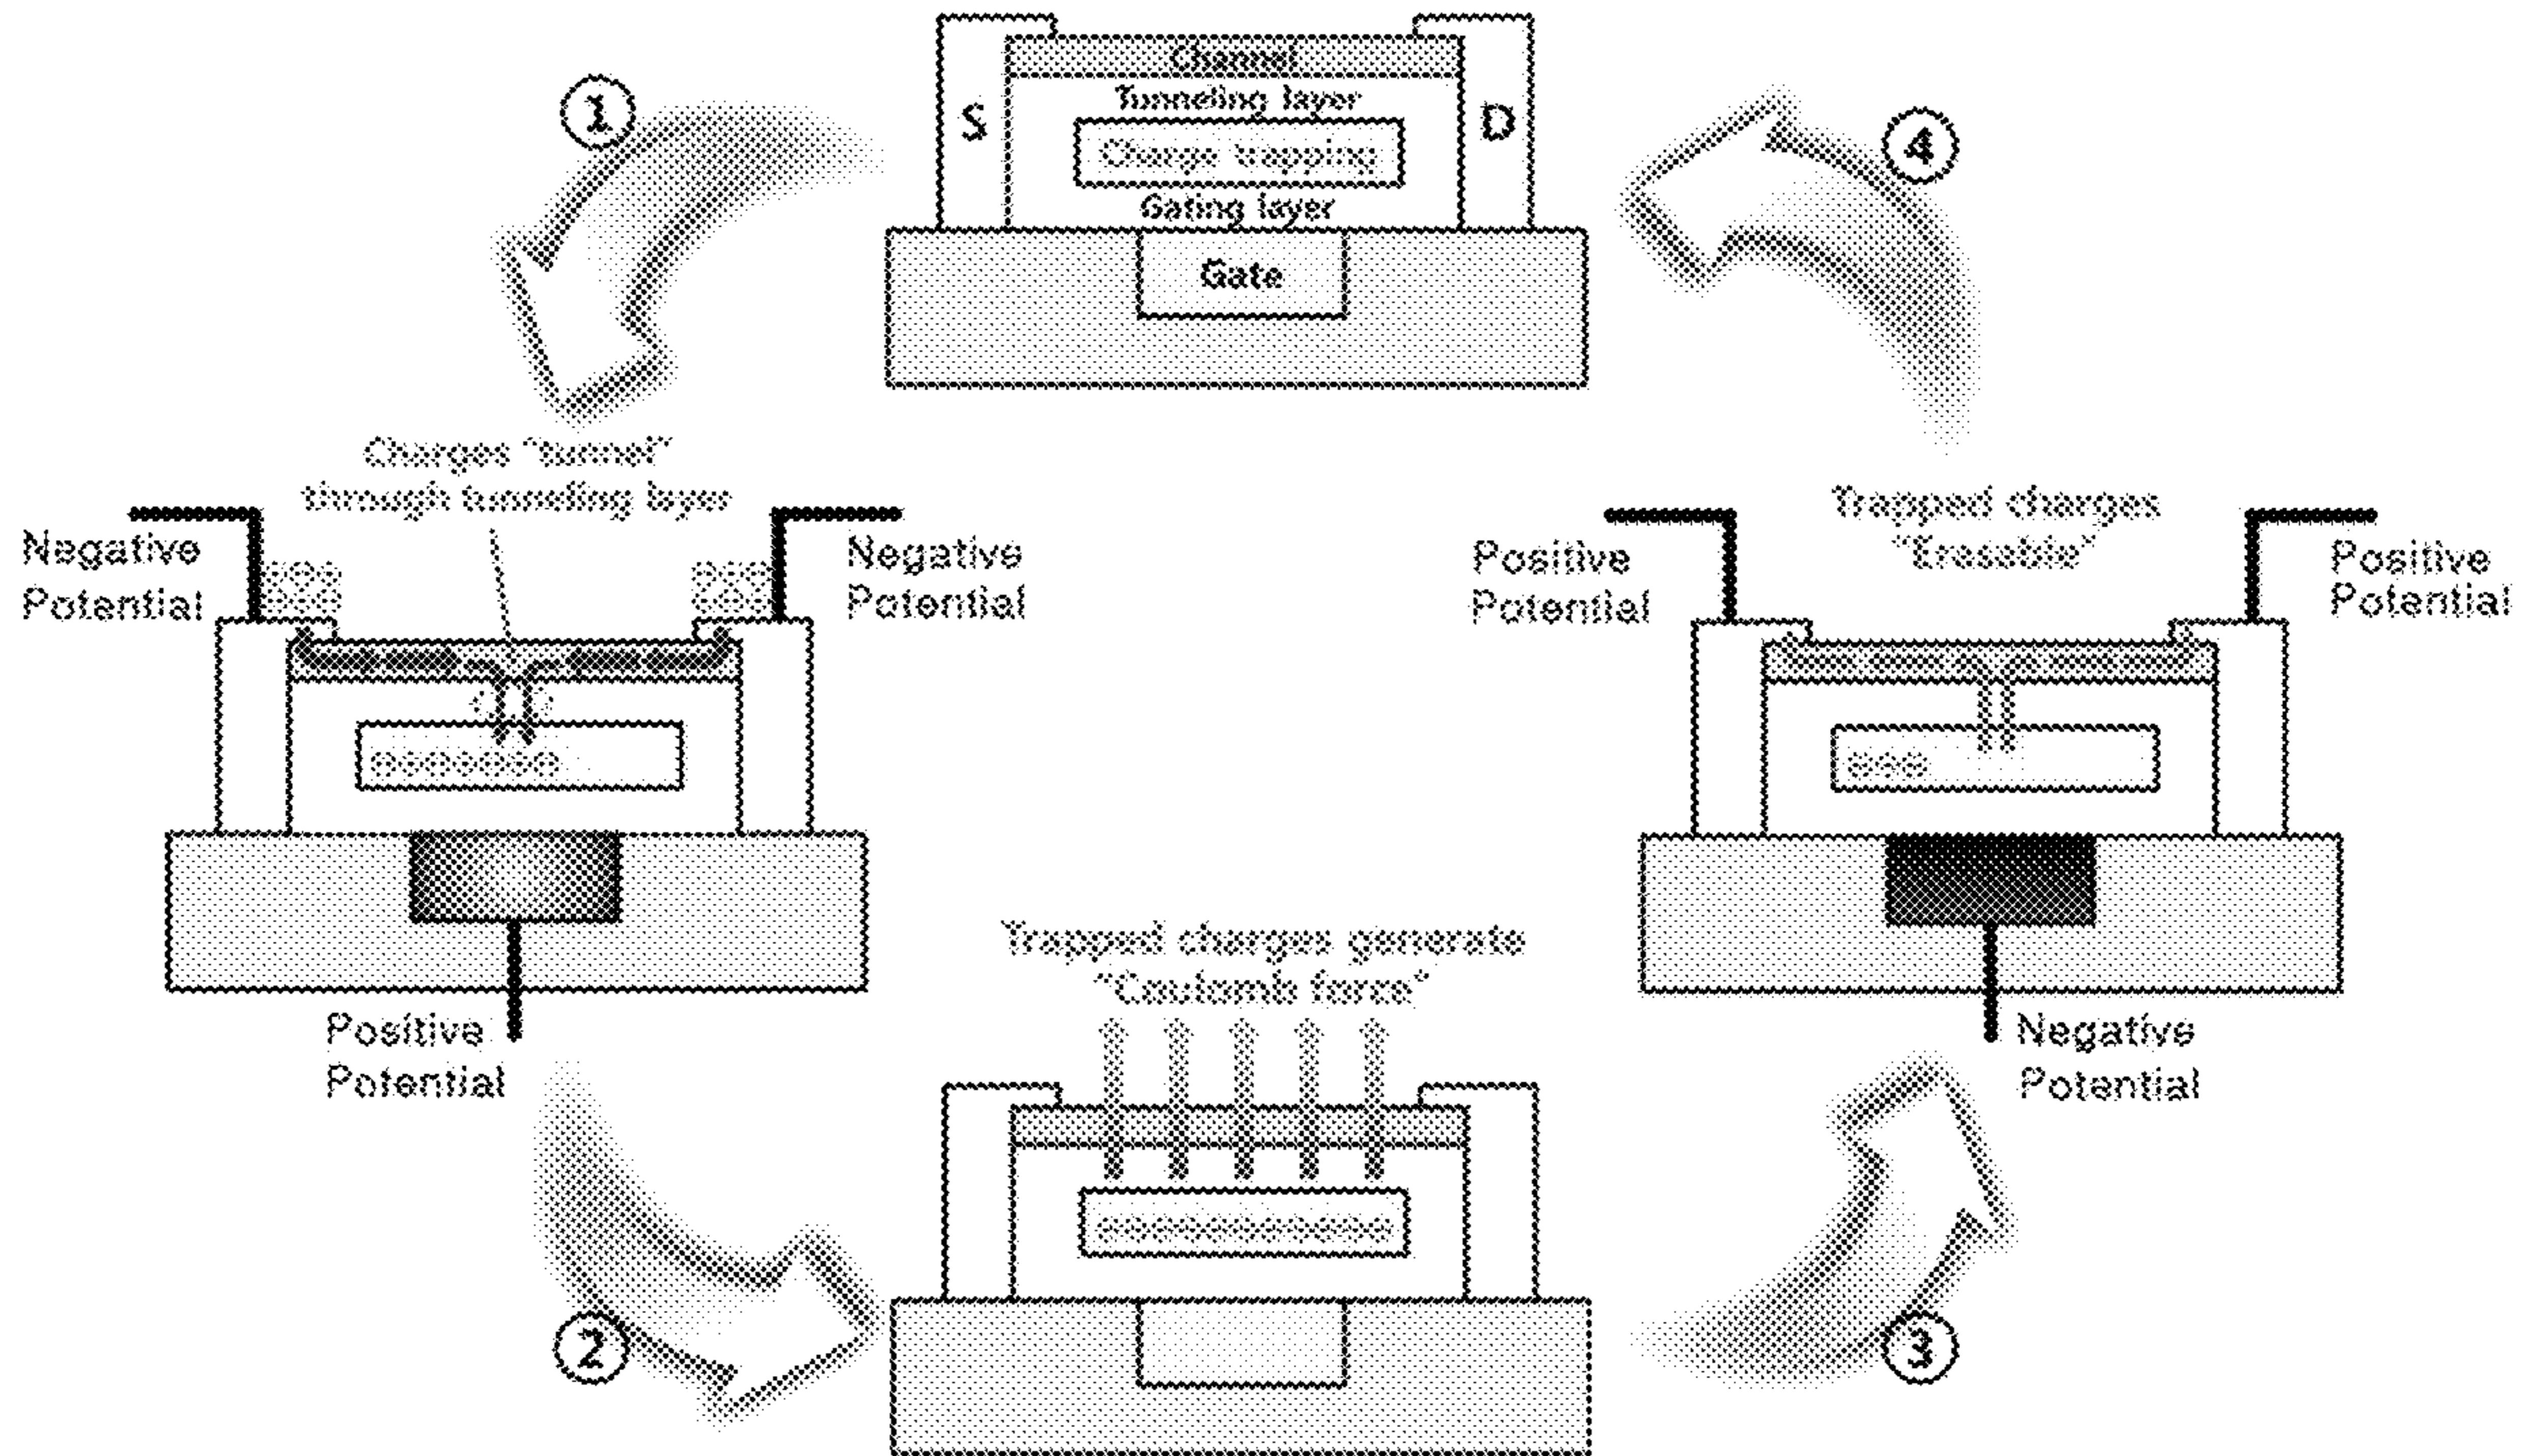 Channel
Tunneling layer
S
Charge trapping
D
Gating layer
Gate
1
4
Charges "tunnel"
through tunneling layer
Negative
Potential
Negative
Potential
Positive
Potential
Trapped charges
"Erasable"
Positive
Potential
Positive
Potential
Negative
Potential
Trapped charges generate
"Coulomb force"
2
3